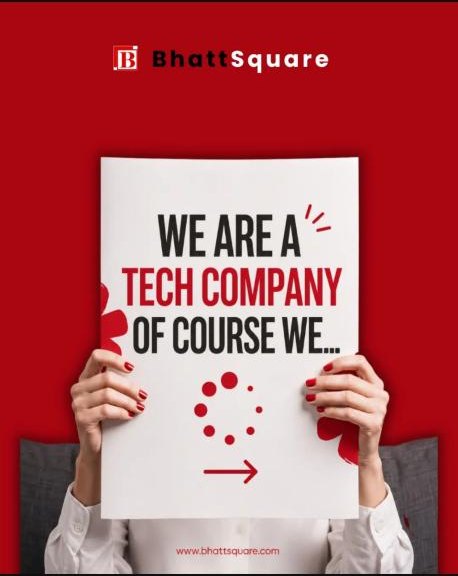 B BhattSquare
WE ARE A
TECH COMPANY
OF COURSE WE...
www.bhattsquare.com